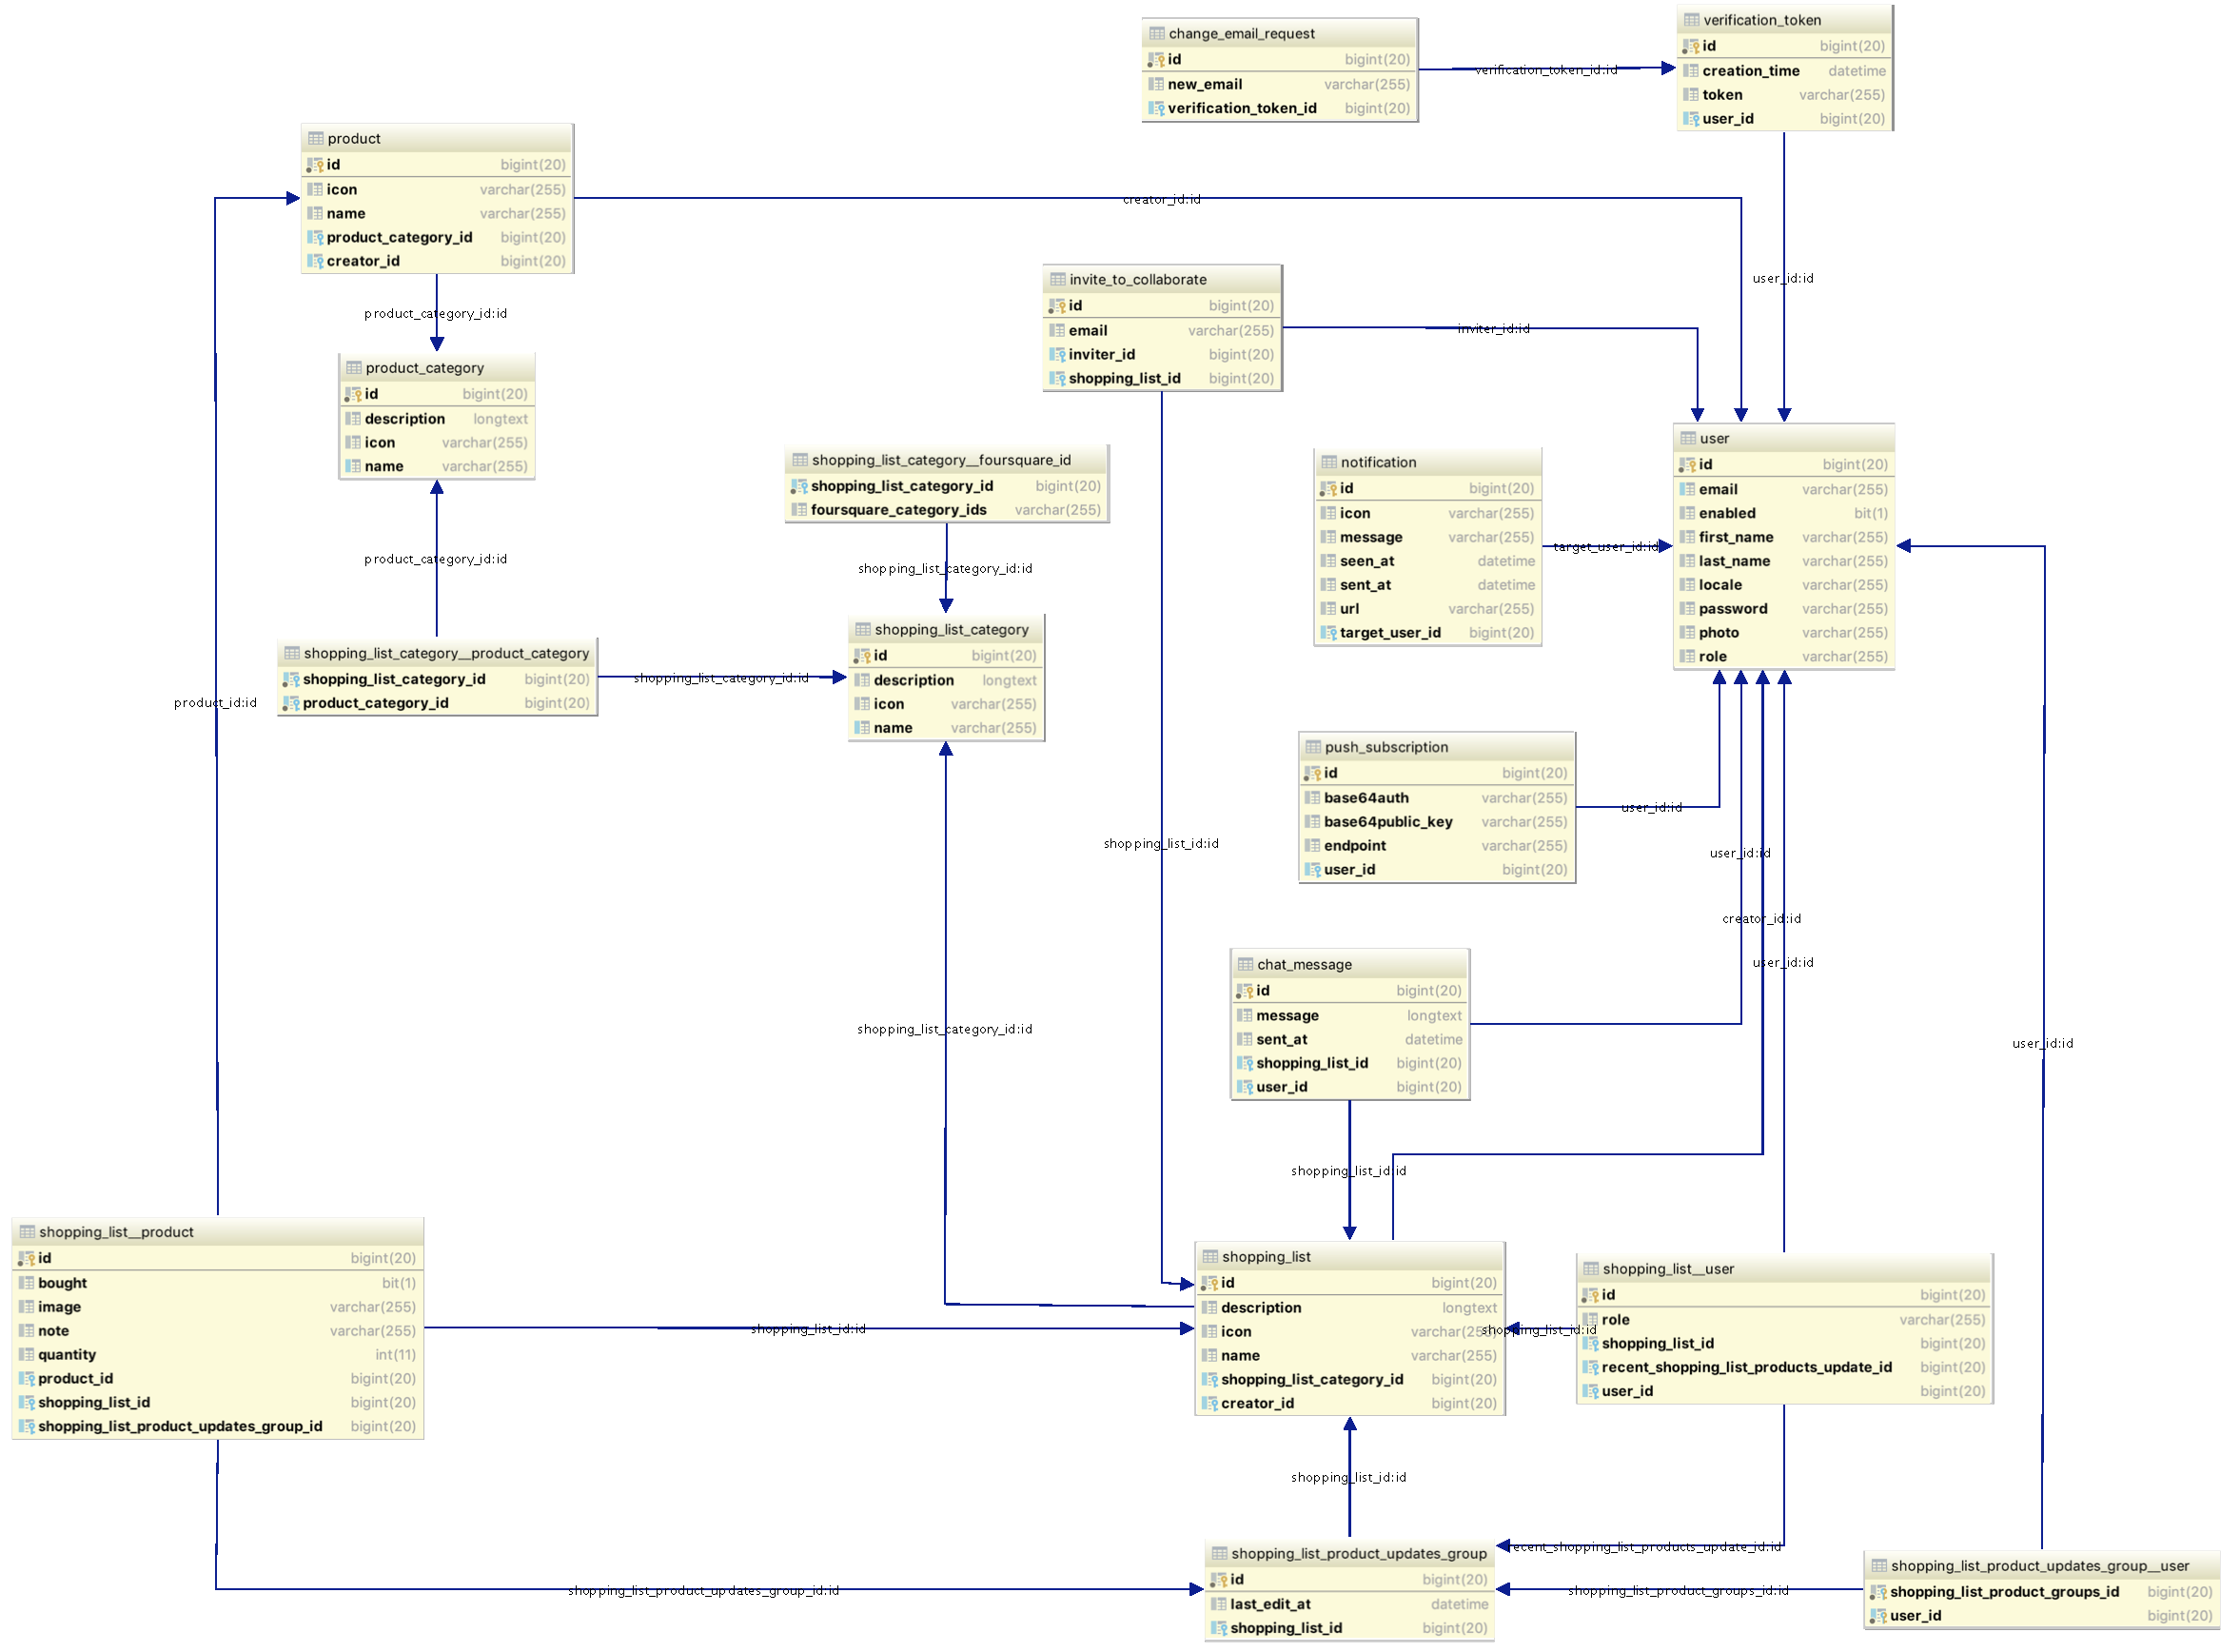 change_email_request
id bigint(20)
new_email varchar(255)
verification_token_id bigint(20)
verification_token_id:id
verification_token
id bigint(20)
creation_time datetime
token varchar(255)
user_id bigint(20)
product
id bigint(20)
icon varchar(255)
name varchar(255)
product_category_id bigint(20)
creator_id bigint(20)
creator_id:id
user_id:id
product_category_id:id
invite_to_collaborate
id bigint(20)
email varchar(255)
inviter_id bigint(20)
shopping_list_id bigint(20)
inviter_id:id
product_category
id bigint(20)
description longtext
icon varchar(255)
name varchar(255)
shopping_list_category__foursquare_id
shopping_list_category_id bigint(20)
foursquare_category_ids varchar(255)
notification
id bigint(20)
icon varchar(255)
message varchar(255)
seen_at datetime
sent_at datetime
url varchar(255)
target_user_id bigint(20)
target_user_id:id
user
id bigint(20)
email varchar(255)
enabled bit(1)
first_name varchar(255)
last_name varchar(255)
locale varchar(255)
password varchar(255)
photo varchar(255)
role varchar(255)
product_category_id:id
shopping_list_category_id:id
shopping_list_category__product_category
shopping_list_category_id bigint(20)
product_category_id bigint(20)
shopping_list_category_id:id
shopping_list_category
id bigint(20)
description longtext
icon varchar(255)
name varchar(255)
product_id:id
push_subscription
id bigint(20)
base64auth varchar(255)
base64public_key varchar(255)
endpoint varchar(255)
user_id bigint(20)
user_id:id
shopping_list_id:id
user_id:id
creator_id:id
user_id:id
chat_message
id bigint(20)
message longtext
sent_at datetime
shopping_list_id bigint(20)
user_id bigint(20)
shopping_list_category_id:id
user_id:id
shopping_list_id:id
shopping_list__product
id bigint(20)
bought bit(1)
image varchar(255)
note varchar(255)
quantity int(11)
product_id bigint(20)
shopping_list_id bigint(20)
shopping_list_product_updates_group_id bigint(20)
shopping_list_id:id
shopping_list
id bigint(20)
description longtext
icon varchar(255)
name varchar(255)
shopping_list_category_id bigint(20)
creator_id bigint(20)
shopping_list_id:id
shopping_list__user
id bigint(20)
role varchar(255)
shopping_list_id bigint(20)
recent_shopping_list_products_update_id bigint(20)
user_id bigint(20)
shopping_list_id:id
recent_shopping_list_products_update_id:id
shopping_list_product_updates_group_id:id
shopping_list_product_updates_group
id bigint(20)
last_edit_at datetime
shopping_list_id bigint(20)
shopping_list_product_groups_id:id
shopping_list_product_updates_group__user
shopping_list_product_groups_id bigint(20)
user_id bigint(20)